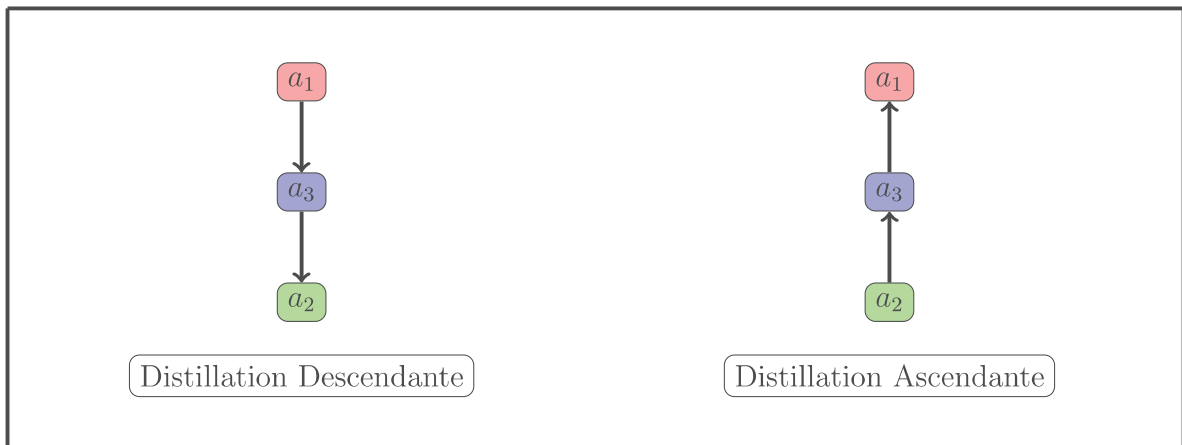 a₁ a₁
a₃ a₃
a₂ a₂
Distillation Descendante Distillation Ascendante